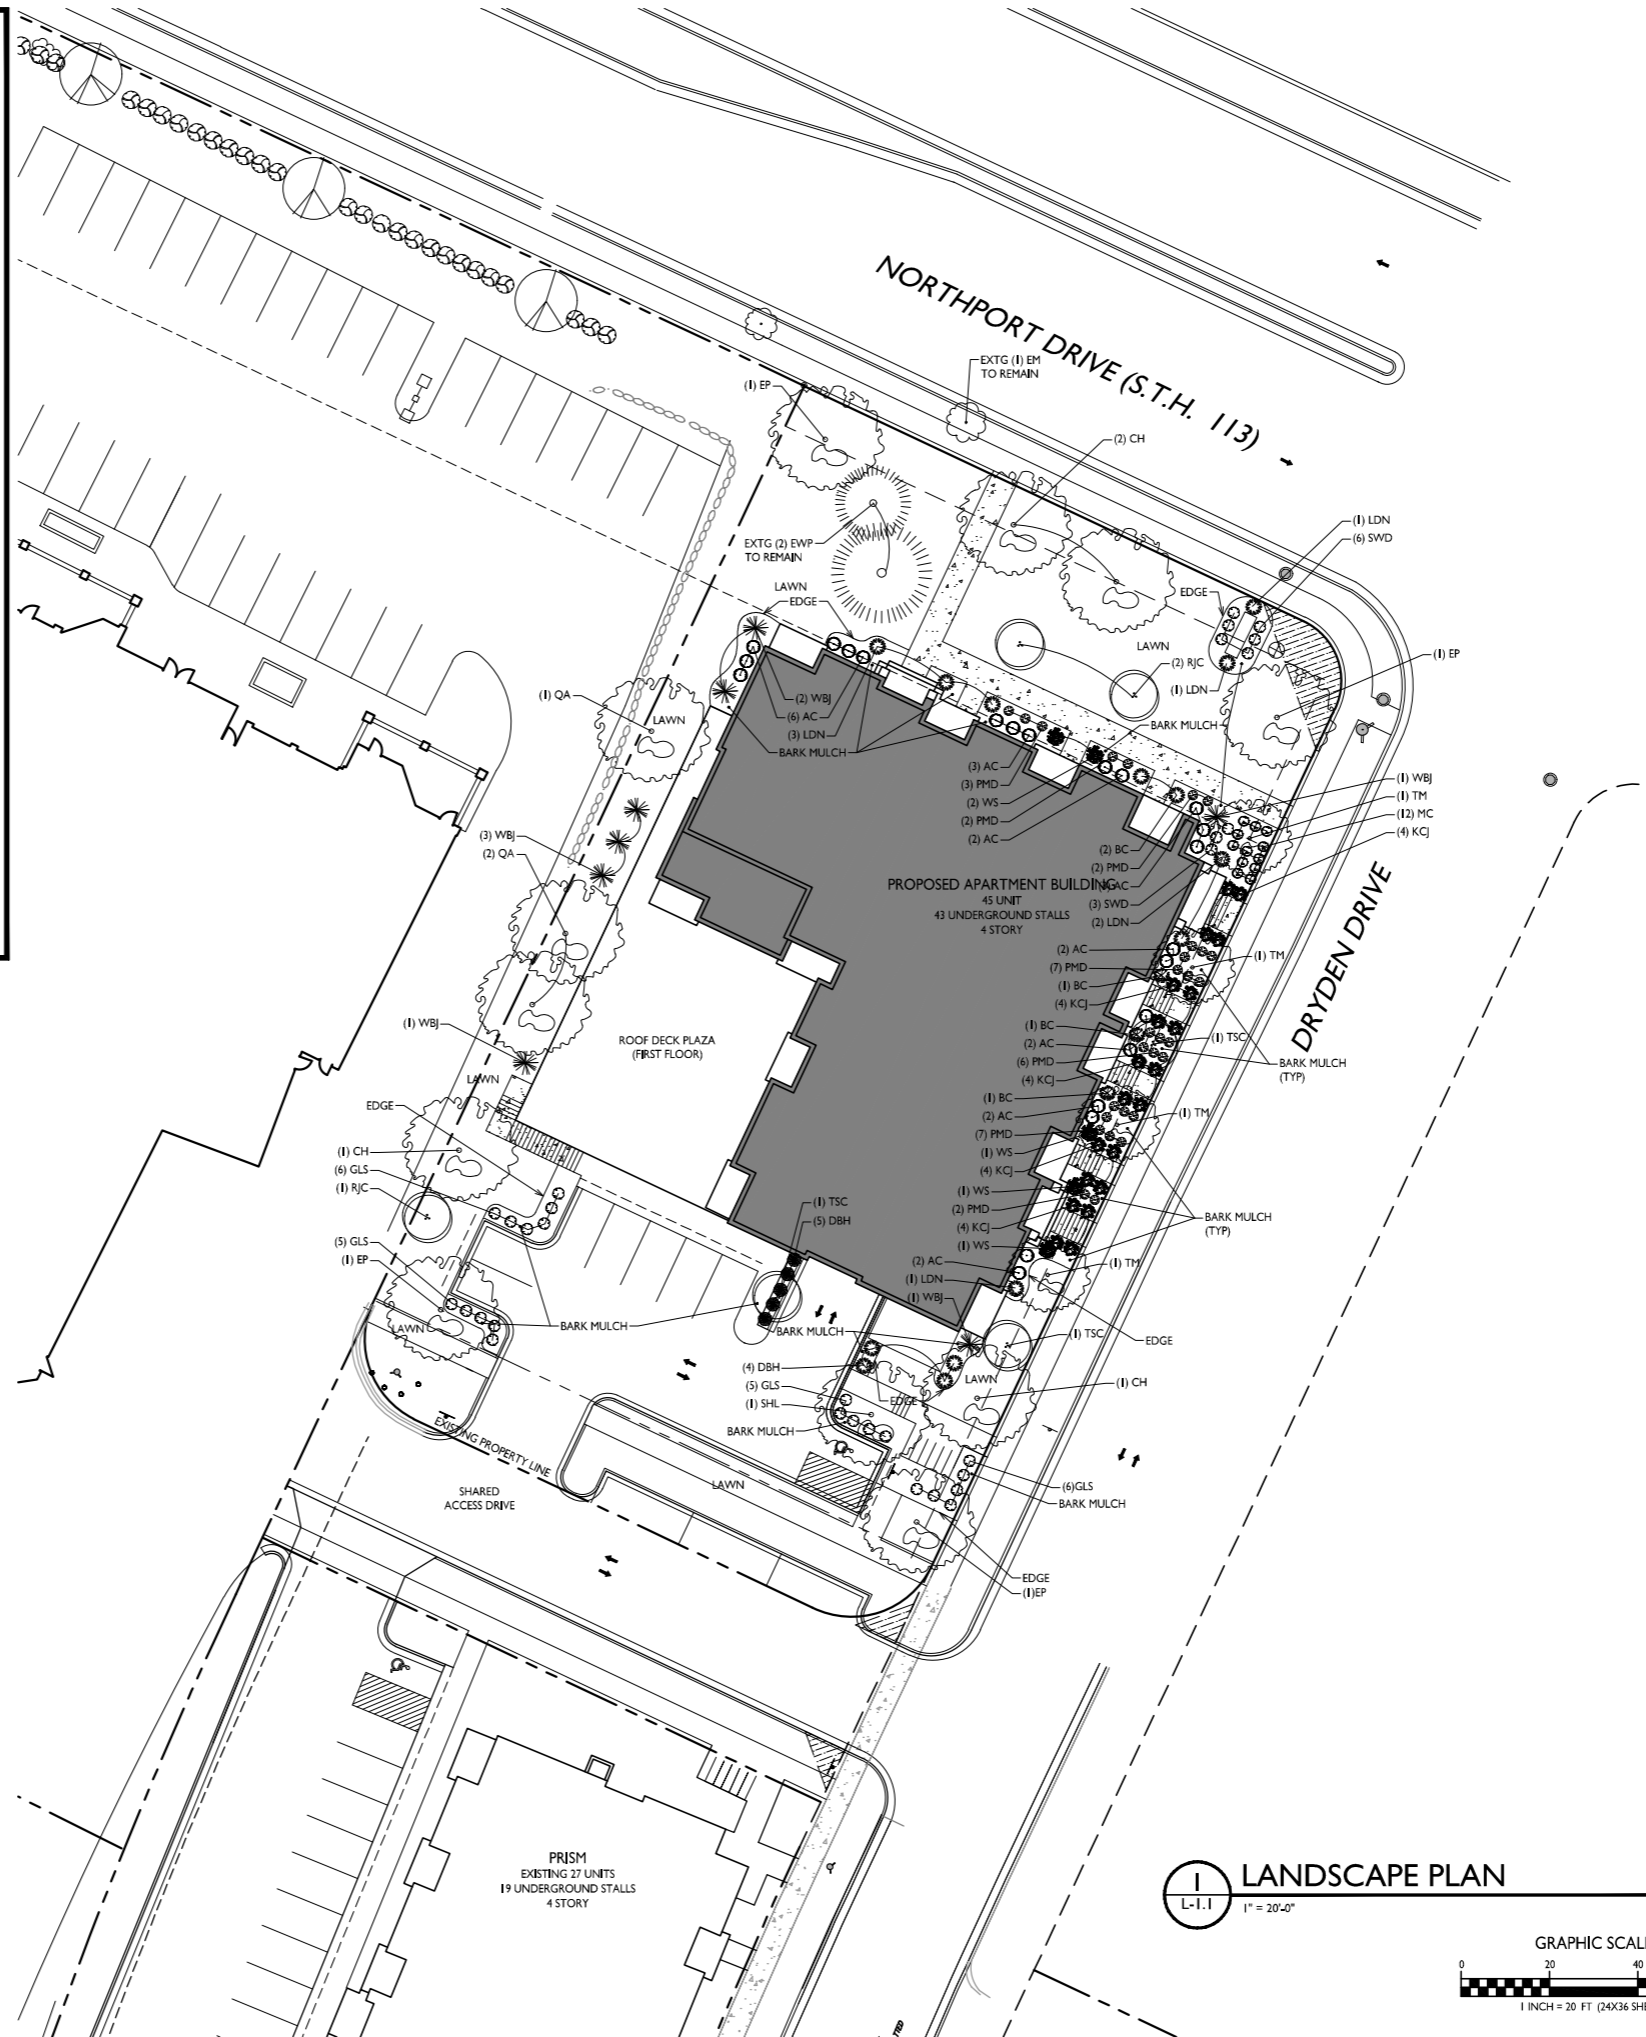 NORTHPORT DRIVE (S.T.H. 113)
EXTG (1) EM
TO REMAIN
(1) EP
(2) CH
EXTG (2) EWP
TO REMAIN
LAWN
EDGE
(1) LDN
(6) SWD
EDGE
LAWN
(1) EP
(2) RJC
(1) LDN
BARK MULCH
(1) QA
LAWN
(2) WBJ
(6) AC
(3) LDN
BARK MULCH
(3) AC
(3) PMD
(2) WS
(2) PMD
(2) AC
(1) WBJ
(1) TM
(12) MC
(4) KCJ
(3) WBJ
(2) QA
(2) BC
(2) PMD
AC
(3) SWD
(2) LDN
PROPOSED APARTMENT BUILDING
45 UNIT
43 UNDERGROUND STALLS
4 STORY
DRYDEN DRIVE
(2) AC
(7) PMD
(1) BC
(4) KCJ
(1) TM
(1) WBJ
ROOF DECK PLAZA
(FIRST FLOOR)
(1) BC
(2) AC
(6) PMD
(4) KCJ
(1) TSC
BARK MULCH
(TYP)
LAWN
EDGE
(1) BC
(2) AC
(7) PMD
(1) WS
(4) KCJ
(1) TM
(1) CH
(6) GLS
(1) RJC
(1) TSC
(5) DBH
(1) WS
(2) PMD
(4) KCJ
(1) WS
BARK MULCH
(TYP)
(5) GLS
(1) EP
(2) AC
(1) LDN
(1) WBJ
(1) TM
LAWN
BARK MULCH
BARK MULCH
(1) TSC
EDGE
(4) DBH
(5) GLS
(1) SHL
BARK MULCH
EDGE
LAWN
(1) CH
EXISTING PROPERTY LINE
SHARED
ACCESS DRIVE
LAWN
(6)GLS
BARK MULCH
EDGE
(1)EP
PRISM
EXISTING 27 UNITS
19 UNDERGROUND STALLS
4 STORY
1
L-1.1
LANDSCAPE PLAN
1" = 20'-0"
GRAPHIC SCAL
0 20 40
1 INCH = 20 FT (24X36 SHE